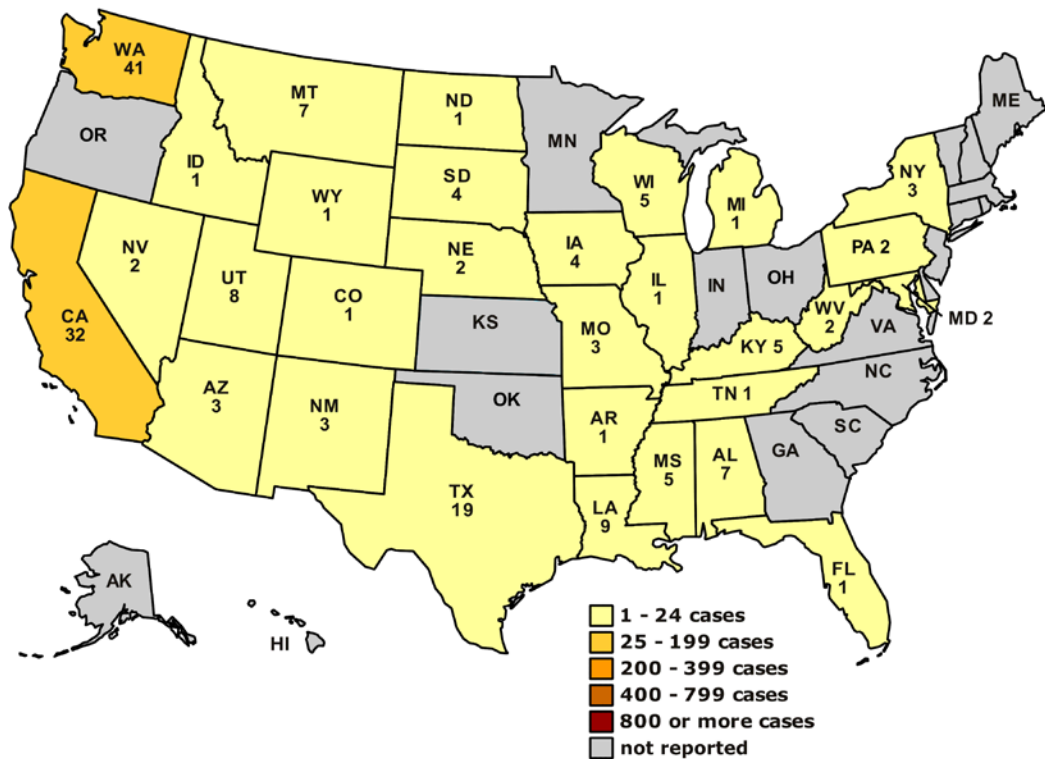 WA
41
MT
7
ND
1
ME
OR
MN
ID
1
SD
4
WI
5
NY
3
WY
1
MI
1
NV
2
NE
2
IA
4
PA 2
UT
8
CO
1
IL
1
IN
OH
WV
2
CA
32
KS
MO
3
VA
MD 2
KY 5
AZ
3
NM
3
OK
AR
1
TN 1
NC
SC
MS
5
AL
7
GA
TX
19
LA
9
FL
1
AK
HI
1 - 24 cases
25 - 199 cases
200 - 399 cases
400 - 799 cases
800 or more cases
not reported